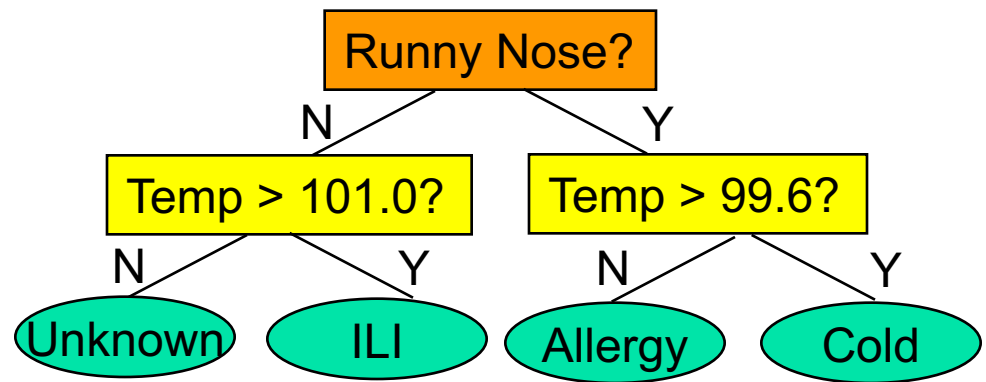 Runny Nose?
N Y
Temp > 101.0? Temp > 99.6?
N Y N Y
Unknown ILI Allergy Cold